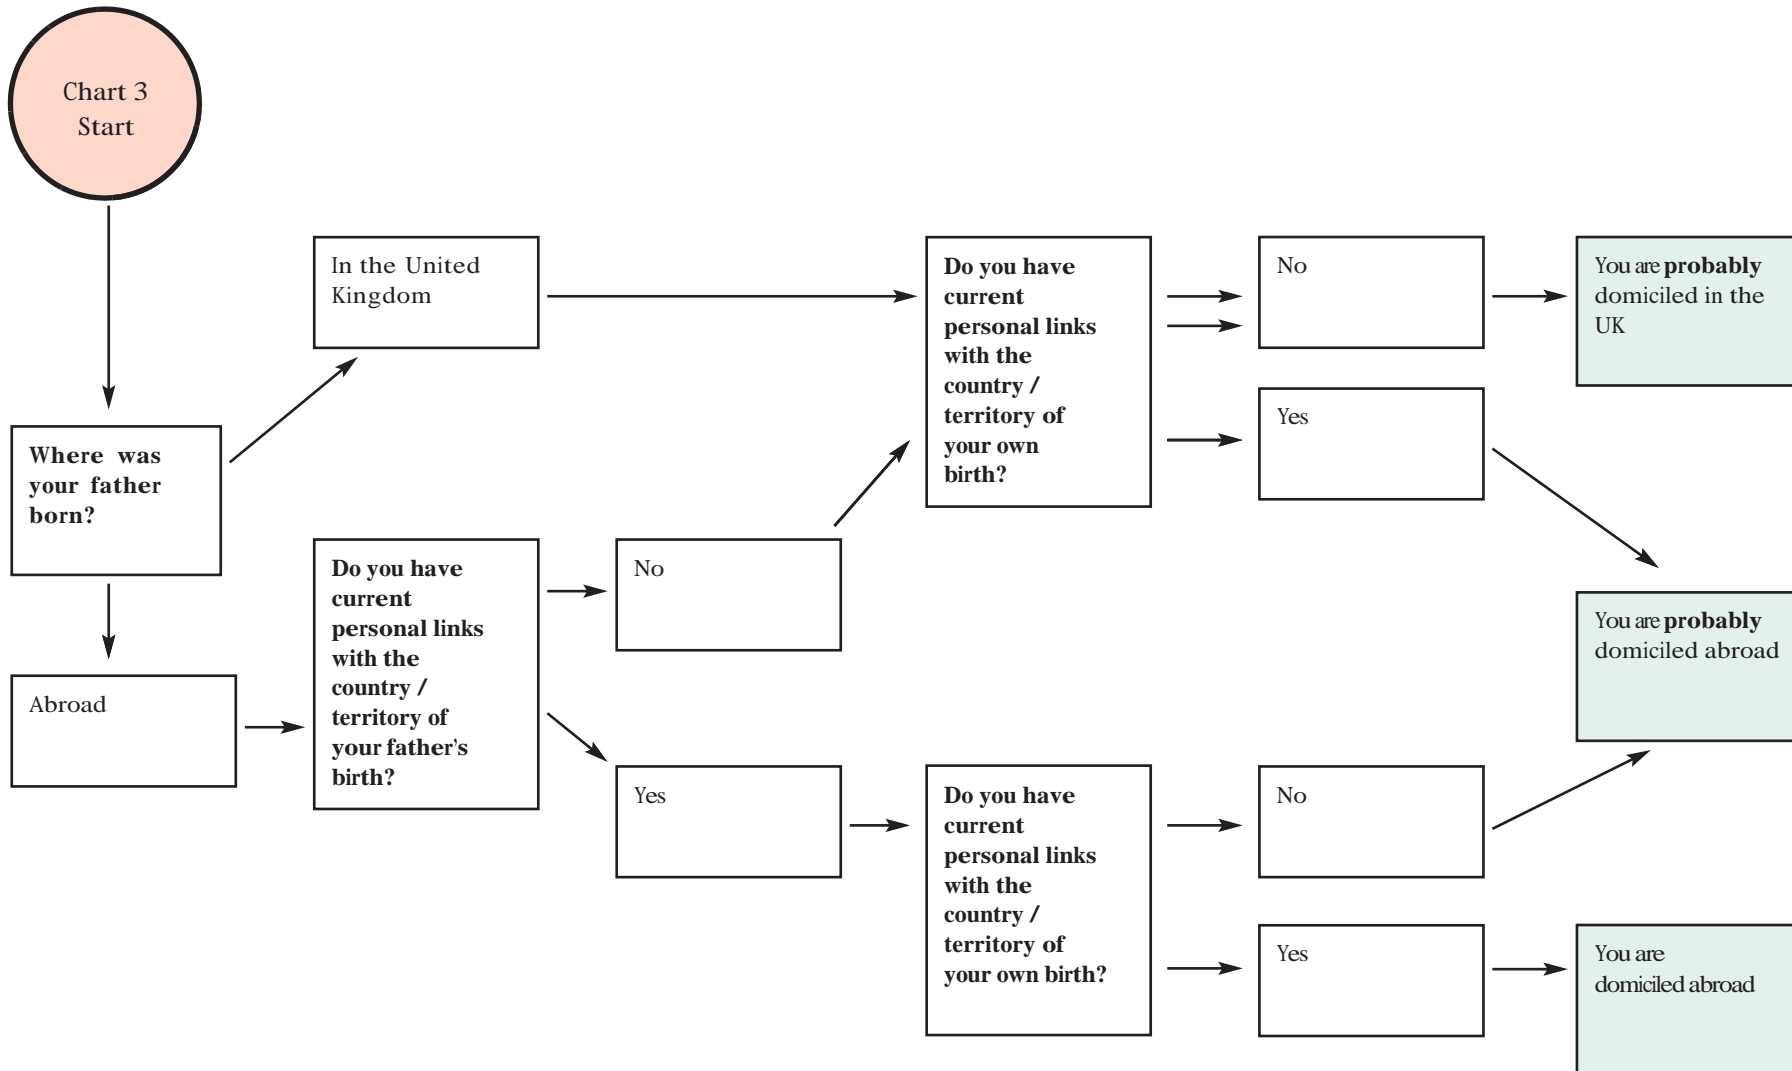 Chart 3
Start
In the United
Kingdom
Do you have
current
personal links
with the
country /
territory of
your own
birth?
No
You are probably
domiciled in the
UK
Yes
Where was
your father
born?
Do you have
current
personal links
with the
country /
territory of
your father's
birth?
No
You are probably
domiciled abroad
Abroad
Yes
Do you have
current
personal links
with the
country /
territory of
your own birth?
No
Yes
You are
domiciled abroad